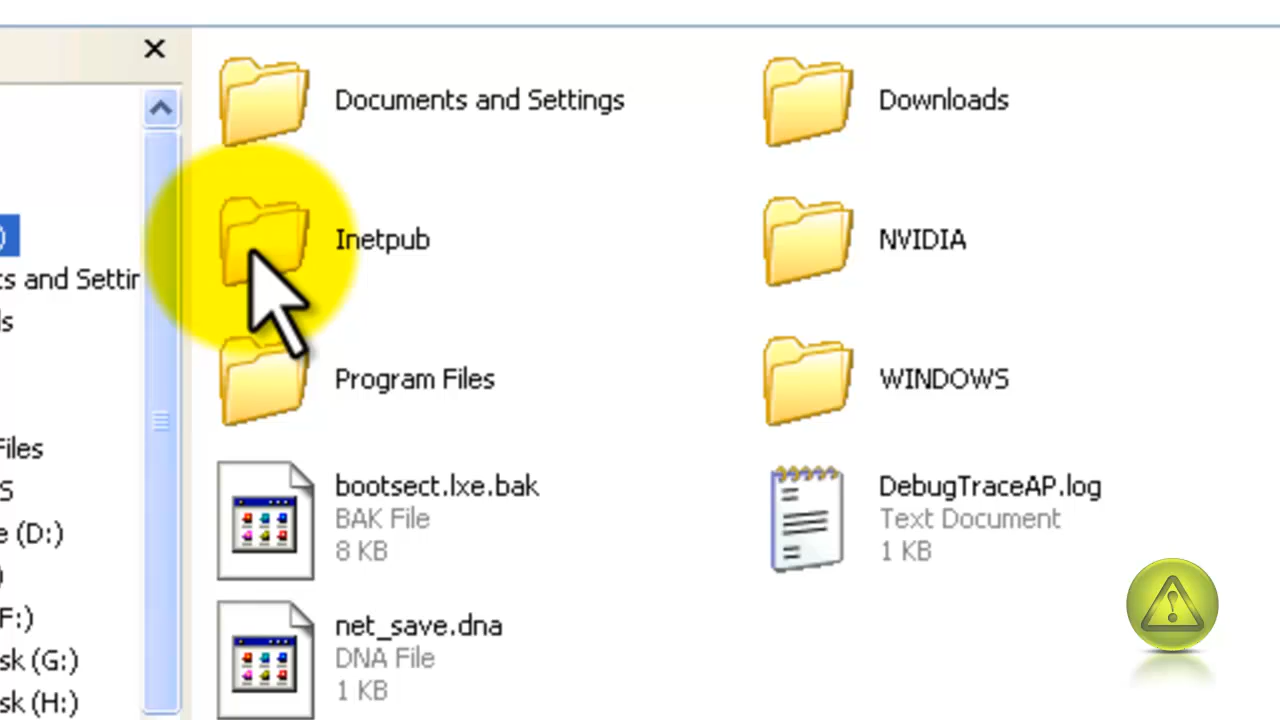 Documents and Settings
Downloads
Inetpub
NVIDIA
Program Files
WINDOWS
bootsect.lxe.bak
BAK File
8 KB
DebugTraceAP.log
Text Document
1 KB
net_save.dna
DNA File
1 KB
)
ts and Settin
ls
Files
S
e (D:)
)
F:)
sk (G:)
sk (H:)